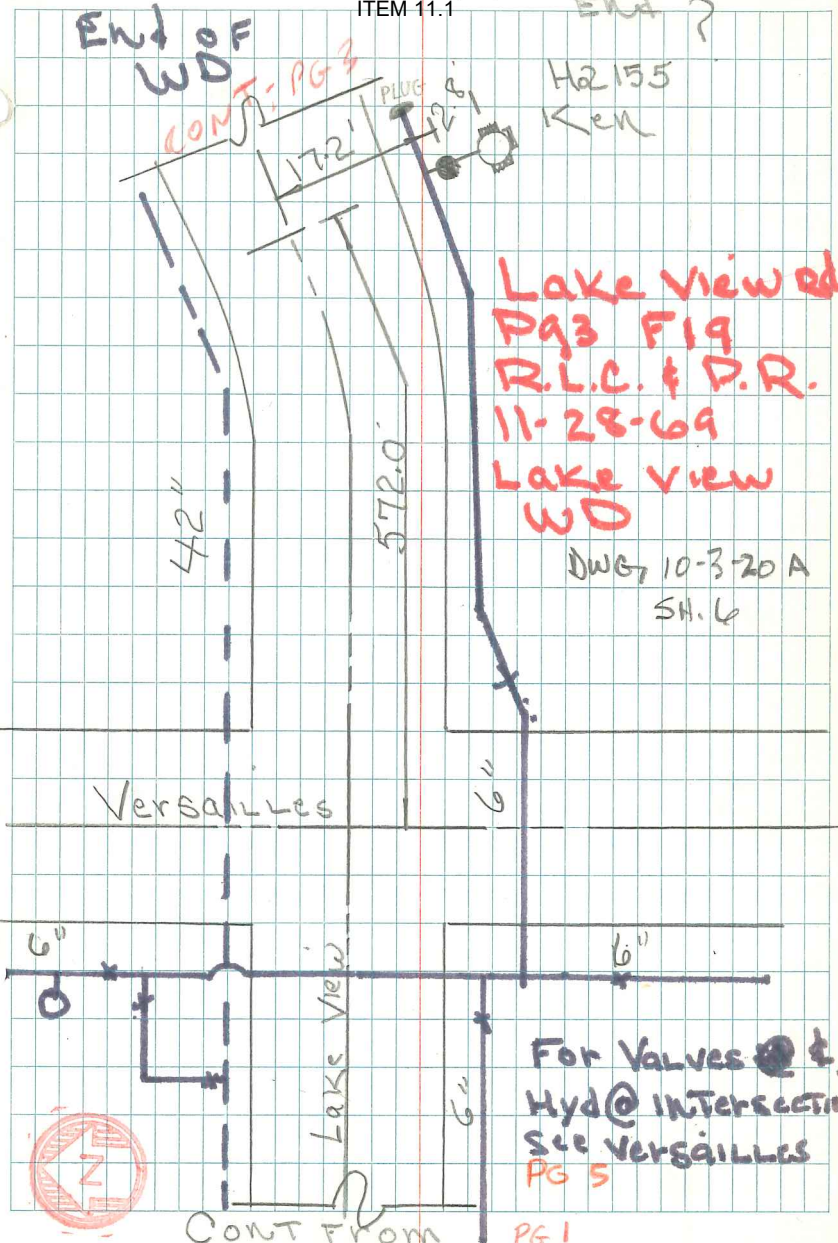 ITEM 11.1
End OF
WD
End ?
CONT: PG 3
PLUG
12.8'
17.2'
H2155
Ken
Lake View Rd
Pg3 F19
R.L.C. & D.R.
11-28-69
Lake View
WD
DWG, 10-3-20 A
SH. 6
42"
572.0'
6"
Versailles
6"
6"
Lake View
6"
For Valves @ &
Hyd @ Intersectin
See Versailles
PG 5
N
CONT From
PG 1